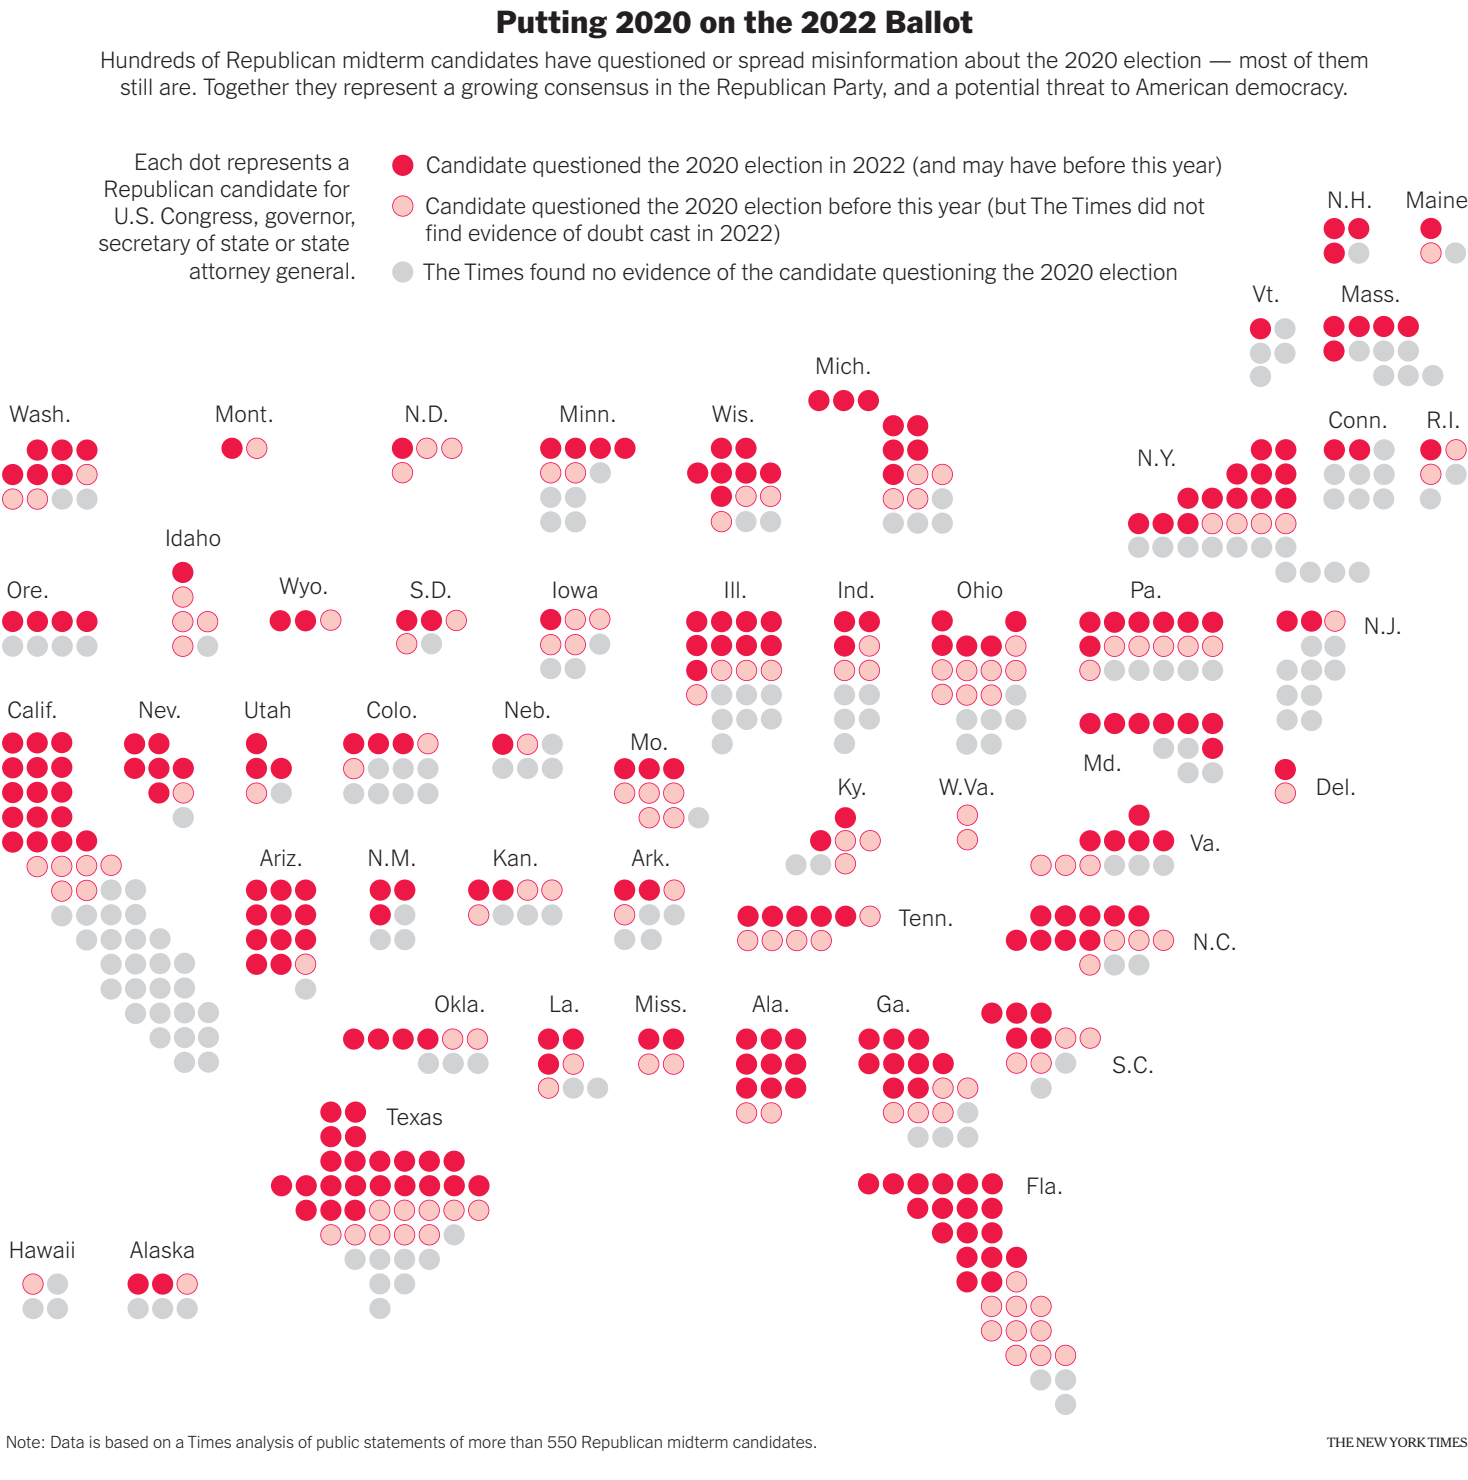 Putting 2020 on the 2022 Ballot
Hundreds of Republican midterm candidates have questioned or spread misinformation about the 2020 election — most of them
still are. Together they represent a growing consensus in the Republican Party, and a potential threat to American democracy.
Each dot represents a
Republican candidate for
U.S. Congress, governor,
secretary of state or state
attorney general.
Candidate questioned the 2020 election in 2022 (and may have before this year)
Candidate questioned the 2020 election before this year (but The Times did not
find evidence of doubt cast in 2022)
The Times found no evidence of the candidate questioning the 2020 election
N.H.
Maine
Vt.
Mass.
Mich.
Wash.
Mont.
N.D.
Minn.
Wis.
N.Y.
Conn.
R.I.
Idaho
Ore.
Wyo.
S.D.
Iowa
Ill.
Ind.
Ohio
Pa.
N.J.
Calif.
Nev.
Utah
Colo.
Neb.
Mo.
Md.
Ky.
W.Va.
Del.
Va.
Ariz.
N.M.
Kan.
Ark.
Tenn.
N.C.
Okla.
La.
Miss.
Ala.
Ga.
S.C.
Texas
Fla.
Hawaii
Alaska
Note: Data is based on a Times analysis of public statements of more than 550 Republican midterm candidates.
THE NEW YORK TIMES